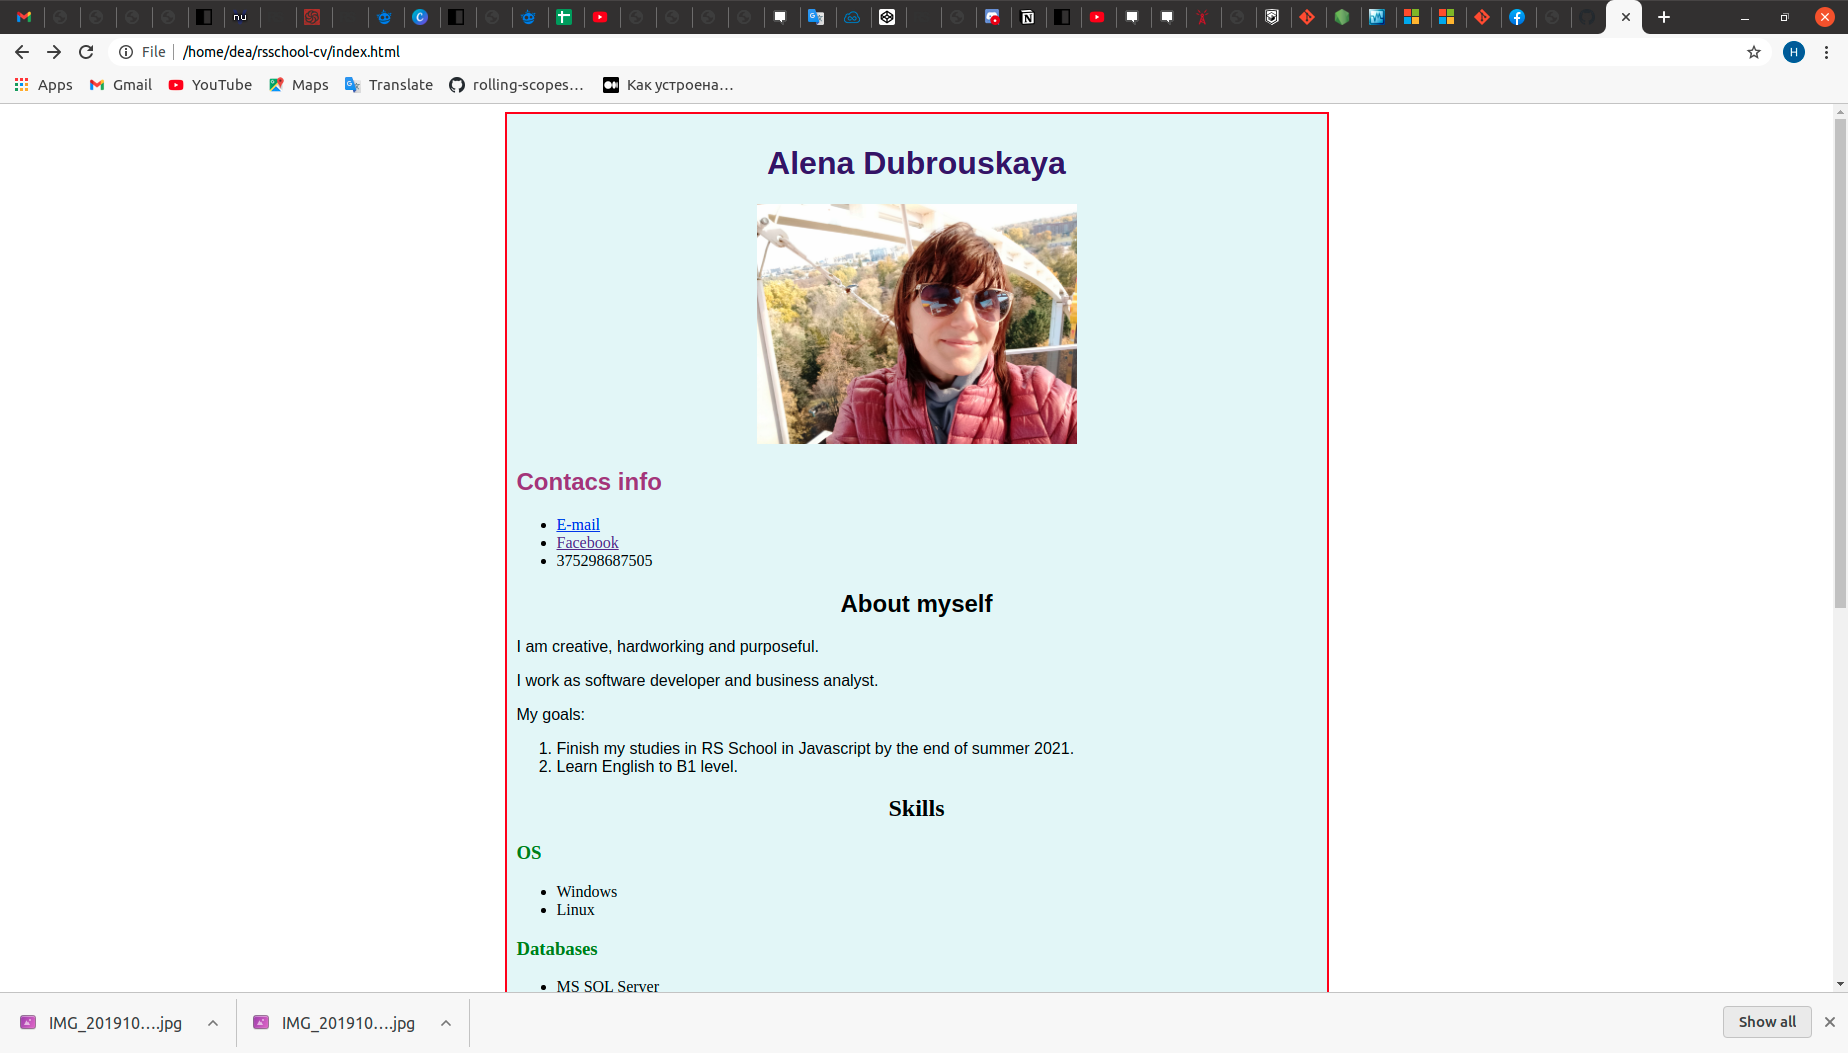 nu
File
/home/dea/rsschool-cv/index.html
H
Apps
Gmail
YouTube
Maps
Translate
rolling-scopes…
Как устроена…
Alena Dubrouskaya
Contacs info
• E-mail
• Facebook
• 375298687505
About myself
I am creative, hardworking and purposeful.
I work as software developer and business analyst.
My goals:
1. Finish my studies in RS School in Javascript by the end of summer 2021.
2. Learn English to B1 level.
Skills
OS
• Windows
• Linux
Databases
• MS SQL Server
IMG_201910….jpg
IMG_201910….jpg
Show all